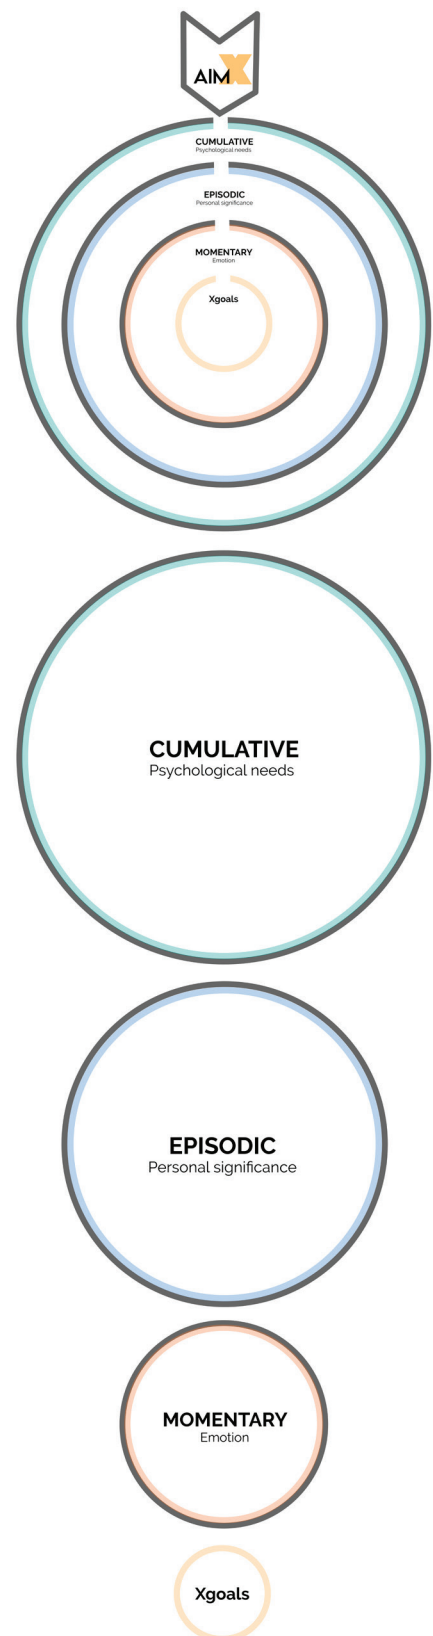 AIMX
CUMULATIVE
Psychological needs
EPISODIC
Personal significance
MOMENTARY
Emotion
Xgoals
CUMULATIVE
Psychological needs
EPISODIC
Personal significance
MOMENTARY
Emotion
Xgoals